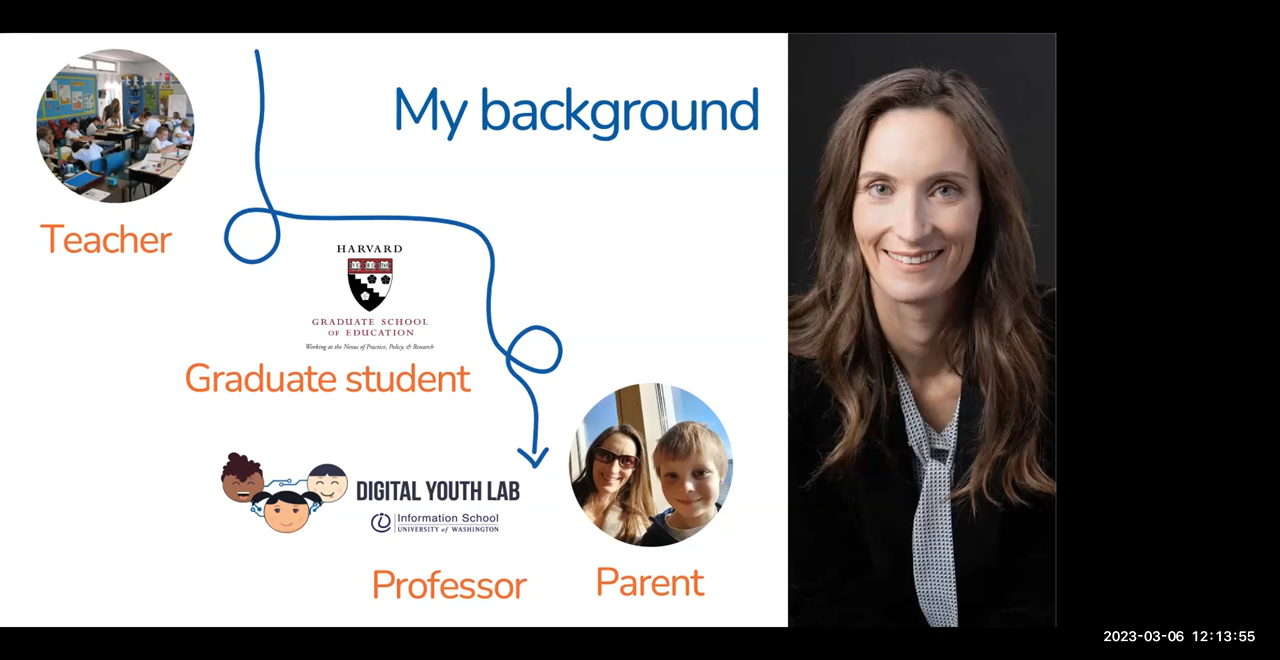 My background
Teacher
HARVARD
GRADUATE SCHOOL
OF EDUCATION
Working at the Nexus of Practice, Policy, & Research
Graduate student
DIGITAL YOUTH LAB
Information School
UNIVERSITY of WASHINGTON
Professor
Parent
2023-03-06 12:13:55